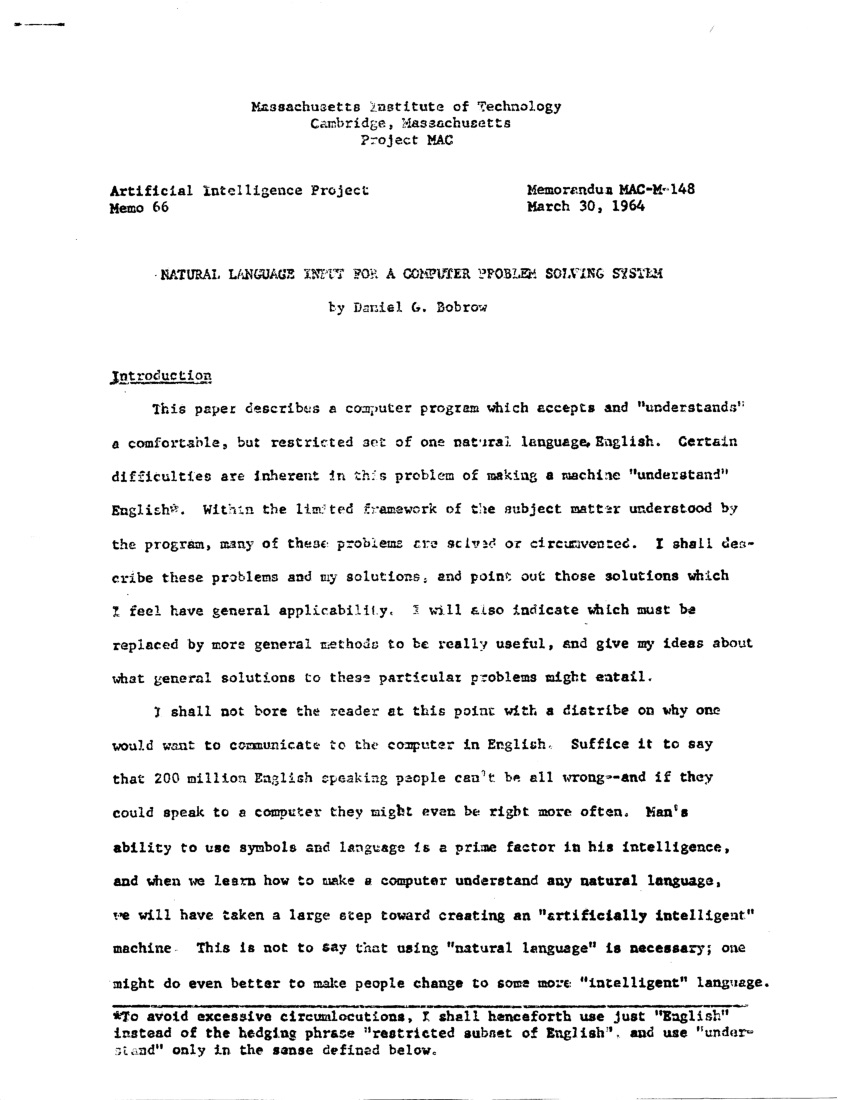 Massachusetts Institute of Technology
Cambridge, Massachusetts
Project MAC
Artificial Intelligence Project Memorandum MAC-M-148
Memo 66 March 30, 1964
NATURAL LANGUAGE INPUT FOR A COMPUTER PROBLEM SOLVING SYSTEM
by Daniel G. Bobrow
Introduction
This paper describes a computer program which accepts and "understands"
a comfortable, but restricted set of one natural language, English. Certain
difficulties are inherent in this problem of making a machine "understand"
English*. Within the limited framework of the subject matter understood by
the program, many of these problems are solved or circumvented. I shall des-
cribe these problems and my solutions, and point out those solutions which
I feel have general applicability. I will also indicate which must be
replaced by more general methods to be really useful, and give my ideas about
what general solutions to these particular problems might entail.
I shall not bore the reader at this point with a distribe on why one
would want to communicate to the computer in English. Suffice it to say
that 200 million English speaking people can't be all wrong--and if they
could speak to a computer they might even be right more often. Man's
ability to use symbols and language is a prime factor in his intelligence,
and when we learn how to make a computer understand any natural language,
we will have taken a large step toward creating an "artificially intelligent"
machine. This is not to say that using "natural language" is necessary; one
might do even better to make people change to some more "intelligent" language.
*To avoid excessive circumlocutions, I shall henceforth use just "English"
instead of the hedging phrase "restricted subset of English", and use "under-
stand" only in the sense defined below.